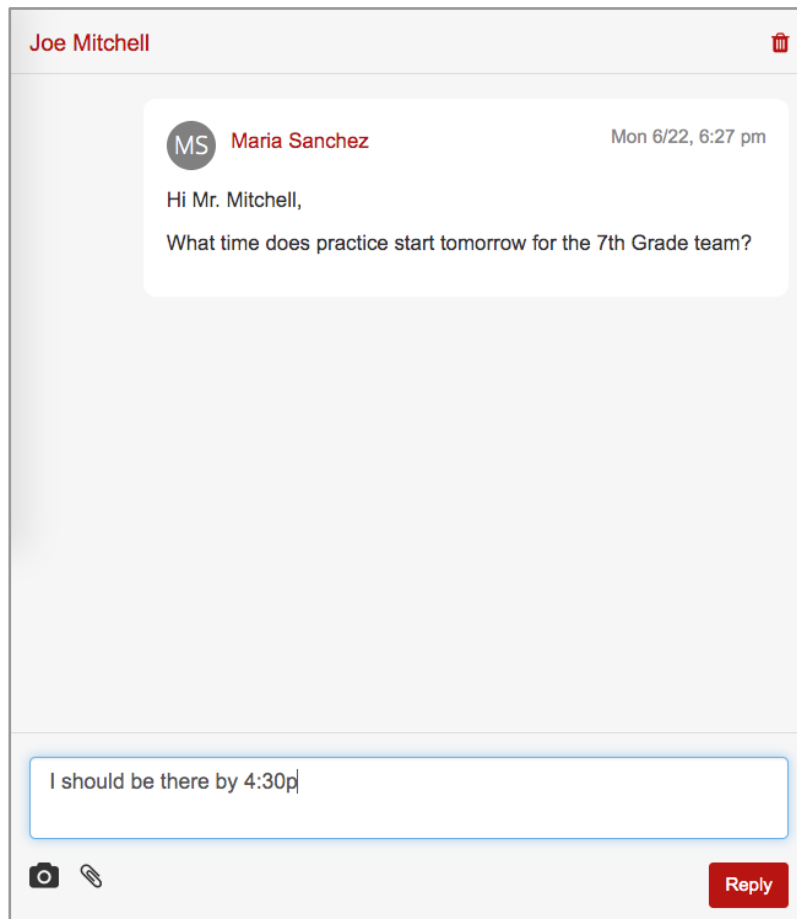 Joe Mitchell
MS Maria Sanchez Mon 6/22, 6:27 pm
Hi Mr. Mitchell,
What time does practice start tomorrow for the 7th Grade team?
I should be there by 4:30p
Reply